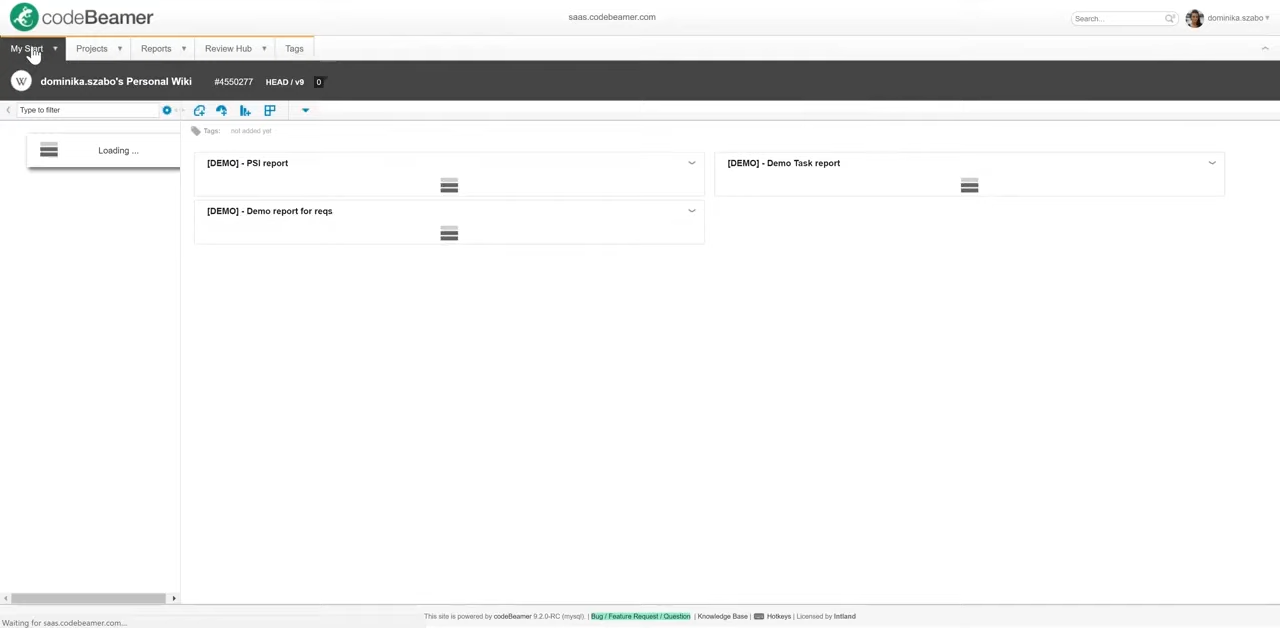 codeBeamer
saas.codebeamer.com
Search...
dominika.szabo
My Start
Projects
Reports
Review Hub
Tags
W
dominika.szabo's Personal Wiki
#4550277
HEAD / v9
0
Type to filter
Tags: not added yet
Loading ...
[DEMO] - PSI report
[DEMO] - Demo Task report
[DEMO] - Demo report for reqs
This site is powered by codeBeamer 9.2.0-RC (mysql). | Bug / Feature Request / Question | Knowledge Base | Hotkeys | Licensed by Intland
Waiting for saas.codebeamer.com...